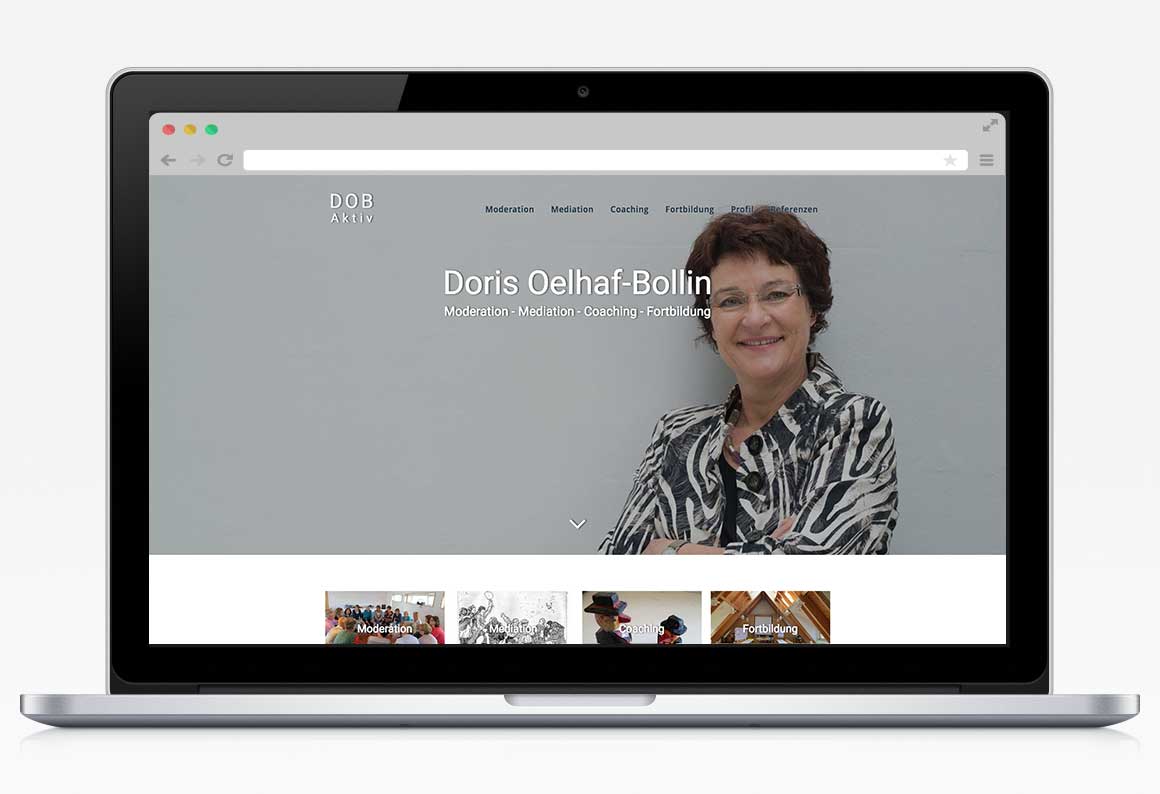 DOB
Aktiv
Moderation Mediation Coaching Fortbildung Profil Referenzen
Doris Oelhaf-Bollin
Moderation - Mediation - Coaching - Fortbildung
Moderation Mediation Coaching Fortbildung